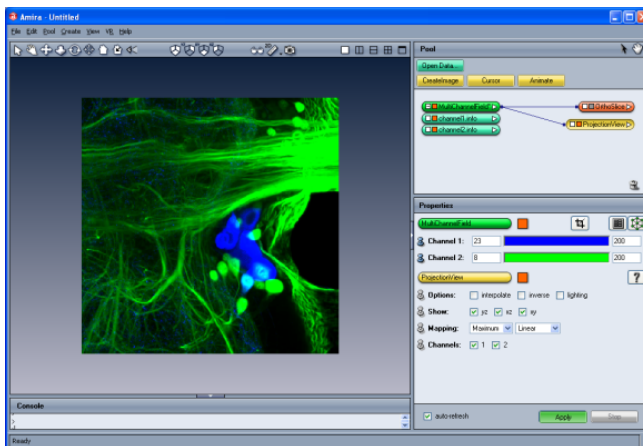 Amira - Untitled
File Edit Pool Create View VR Help
Pool
Open Data...
CreateImage Cursor Animate
MultiChannelField OrthoSlice
channel1.info ProjectionView
channel2.info
Properties
MultiChannelField
Channel 1: 23 200
Channel 2: 8 200
ProjectionView ?
Options: interpolate inverse lighting
Show: yz xz xy
Mapping: Maximum Linear
Channels: 1 2
Console
>
auto-refresh Apply Stop
Ready